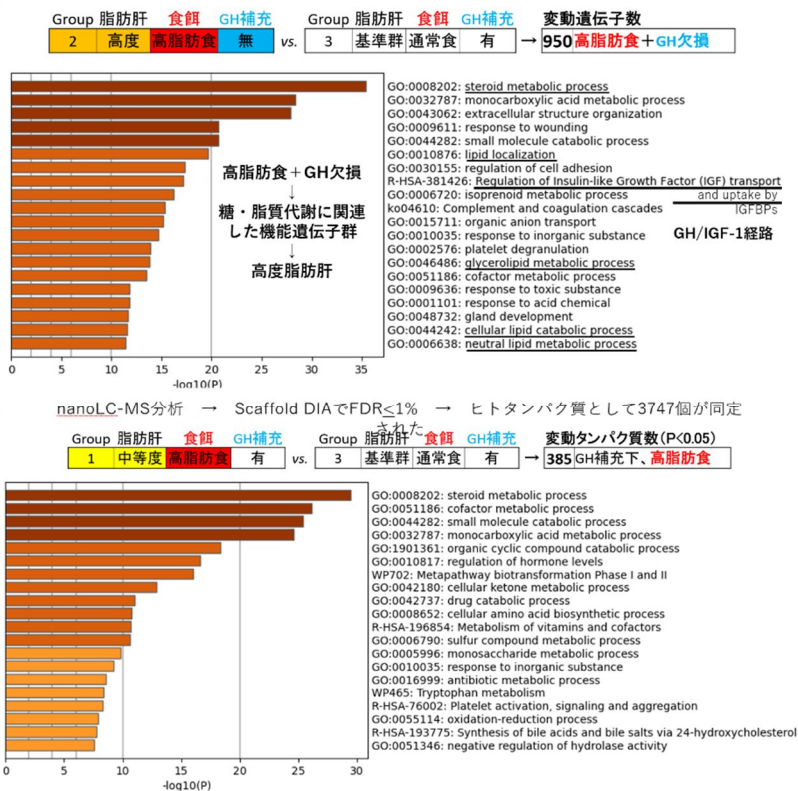 Group 脂肪肝 食餌 GH補充 Group 脂肪肝 食餌 GH補充 変動遺伝子数
2 高度 高脂肪食 無 vs. 3 基準群 通常食 有 → 950 高脂肪食＋GH欠損
GO:0008202: steroid metabolic process
GO:0032787: monocarboxylic acid metabolic process
GO:0043062: extracellular structure organization
GO:0009611: response to wounding
GO:0044282: small molecule catabolic process
GO:0010876: lipid localization
GO:0030155: regulation of cell adhesion
R-HSA-381426: Regulation of Insulin-like Growth Factor (IGF) transport
and uptake by
IGFBPs
GO:0006720: isoprenoid metabolic process
ko04610: Complement and coagulation cascades
GO:0015711: organic anion transport
GO:0010035: response to inorganic substance
GO:0002576: platelet degranulation
GO:0046486: glycerolipid metabolic process
GO:0051186: cofactor metabolic process
GO:0009636: response to toxic substance
GO:0001101: response to acid chemical
GO:0048732: gland development
GO:0044242: cellular lipid catabolic process
GO:0006638: neutral lipid metabolic process
GH/IGF-1経路
高脂肪食＋GH欠損
↓
糖・脂質代謝に関連
した機能遺伝子群
↓
高度脂肪肝
0 5 10 15 20 25 30 35
-log10(P)
nanoLC-MS分析 → Scaffold DIAでFDR≤1% → ヒトタンパク質として3747個が同定
された
Group 脂肪肝 食餌 GH補充 Group 脂肪肝 食餌 GH補充 変動タンパク質数(P<0.05)
1 中等度 高脂肪食 有 vs. 3 基準群 通常食 有 → 385 GH補充下、高脂肪食
GO:0008202: steroid metabolic process
GO:0051186: cofactor metabolic process
GO:0044282: small molecule catabolic process
GO:0032787: monocarboxylic acid metabolic process
GO:1901361: organic cyclic compound catabolic process
GO:0010817: regulation of hormone levels
WP702: Metapathway biotransformation Phase I and II
GO:0042180: cellular ketone metabolic process
GO:0042737: drug catabolic process
GO:0008652: cellular amino acid biosynthetic process
R-HSA-196854: Metabolism of vitamins and cofactors
GO:0006790: sulfur compound metabolic process
GO:0005996: monosaccharide metabolic process
GO:0010035: response to inorganic substance
GO:0016999: antibiotic metabolic process
WP465: Tryptophan metabolism
R-HSA-76002: Platelet activation, signaling and aggregation
GO:0055114: oxidation-reduction process
R-HSA-193775: Synthesis of bile acids and bile salts via 24-hydroxycholesterol
GO:0051346: negative regulation of hydrolase activity
0 5 10 15 20 25 30
-log10(P)